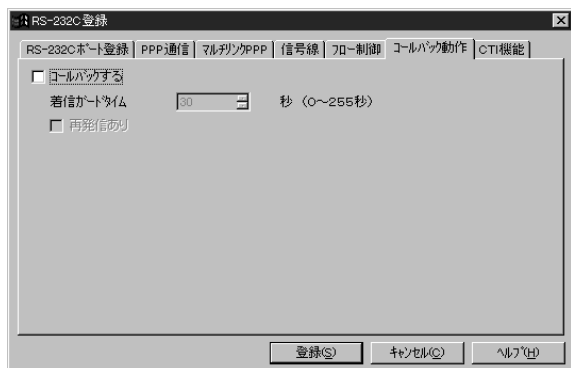 RS-232C登録
RS-232Cﾎﾟｰﾄ登録 PPP通信 ﾏﾙﾁﾘﾝｸPPP 信号線 ﾌﾛｰ制御 ｺｰﾙﾊﾞｯｸ動作 CTI機能
ｺｰﾙﾊﾞｯｸする
着信ｶﾞｰﾄﾞﾀｲﾑ 30 秒 (0～255秒)
再発信あり
登録(S) ｷｬﾝｾﾙ(C) ﾍﾙﾌﾟ(H)